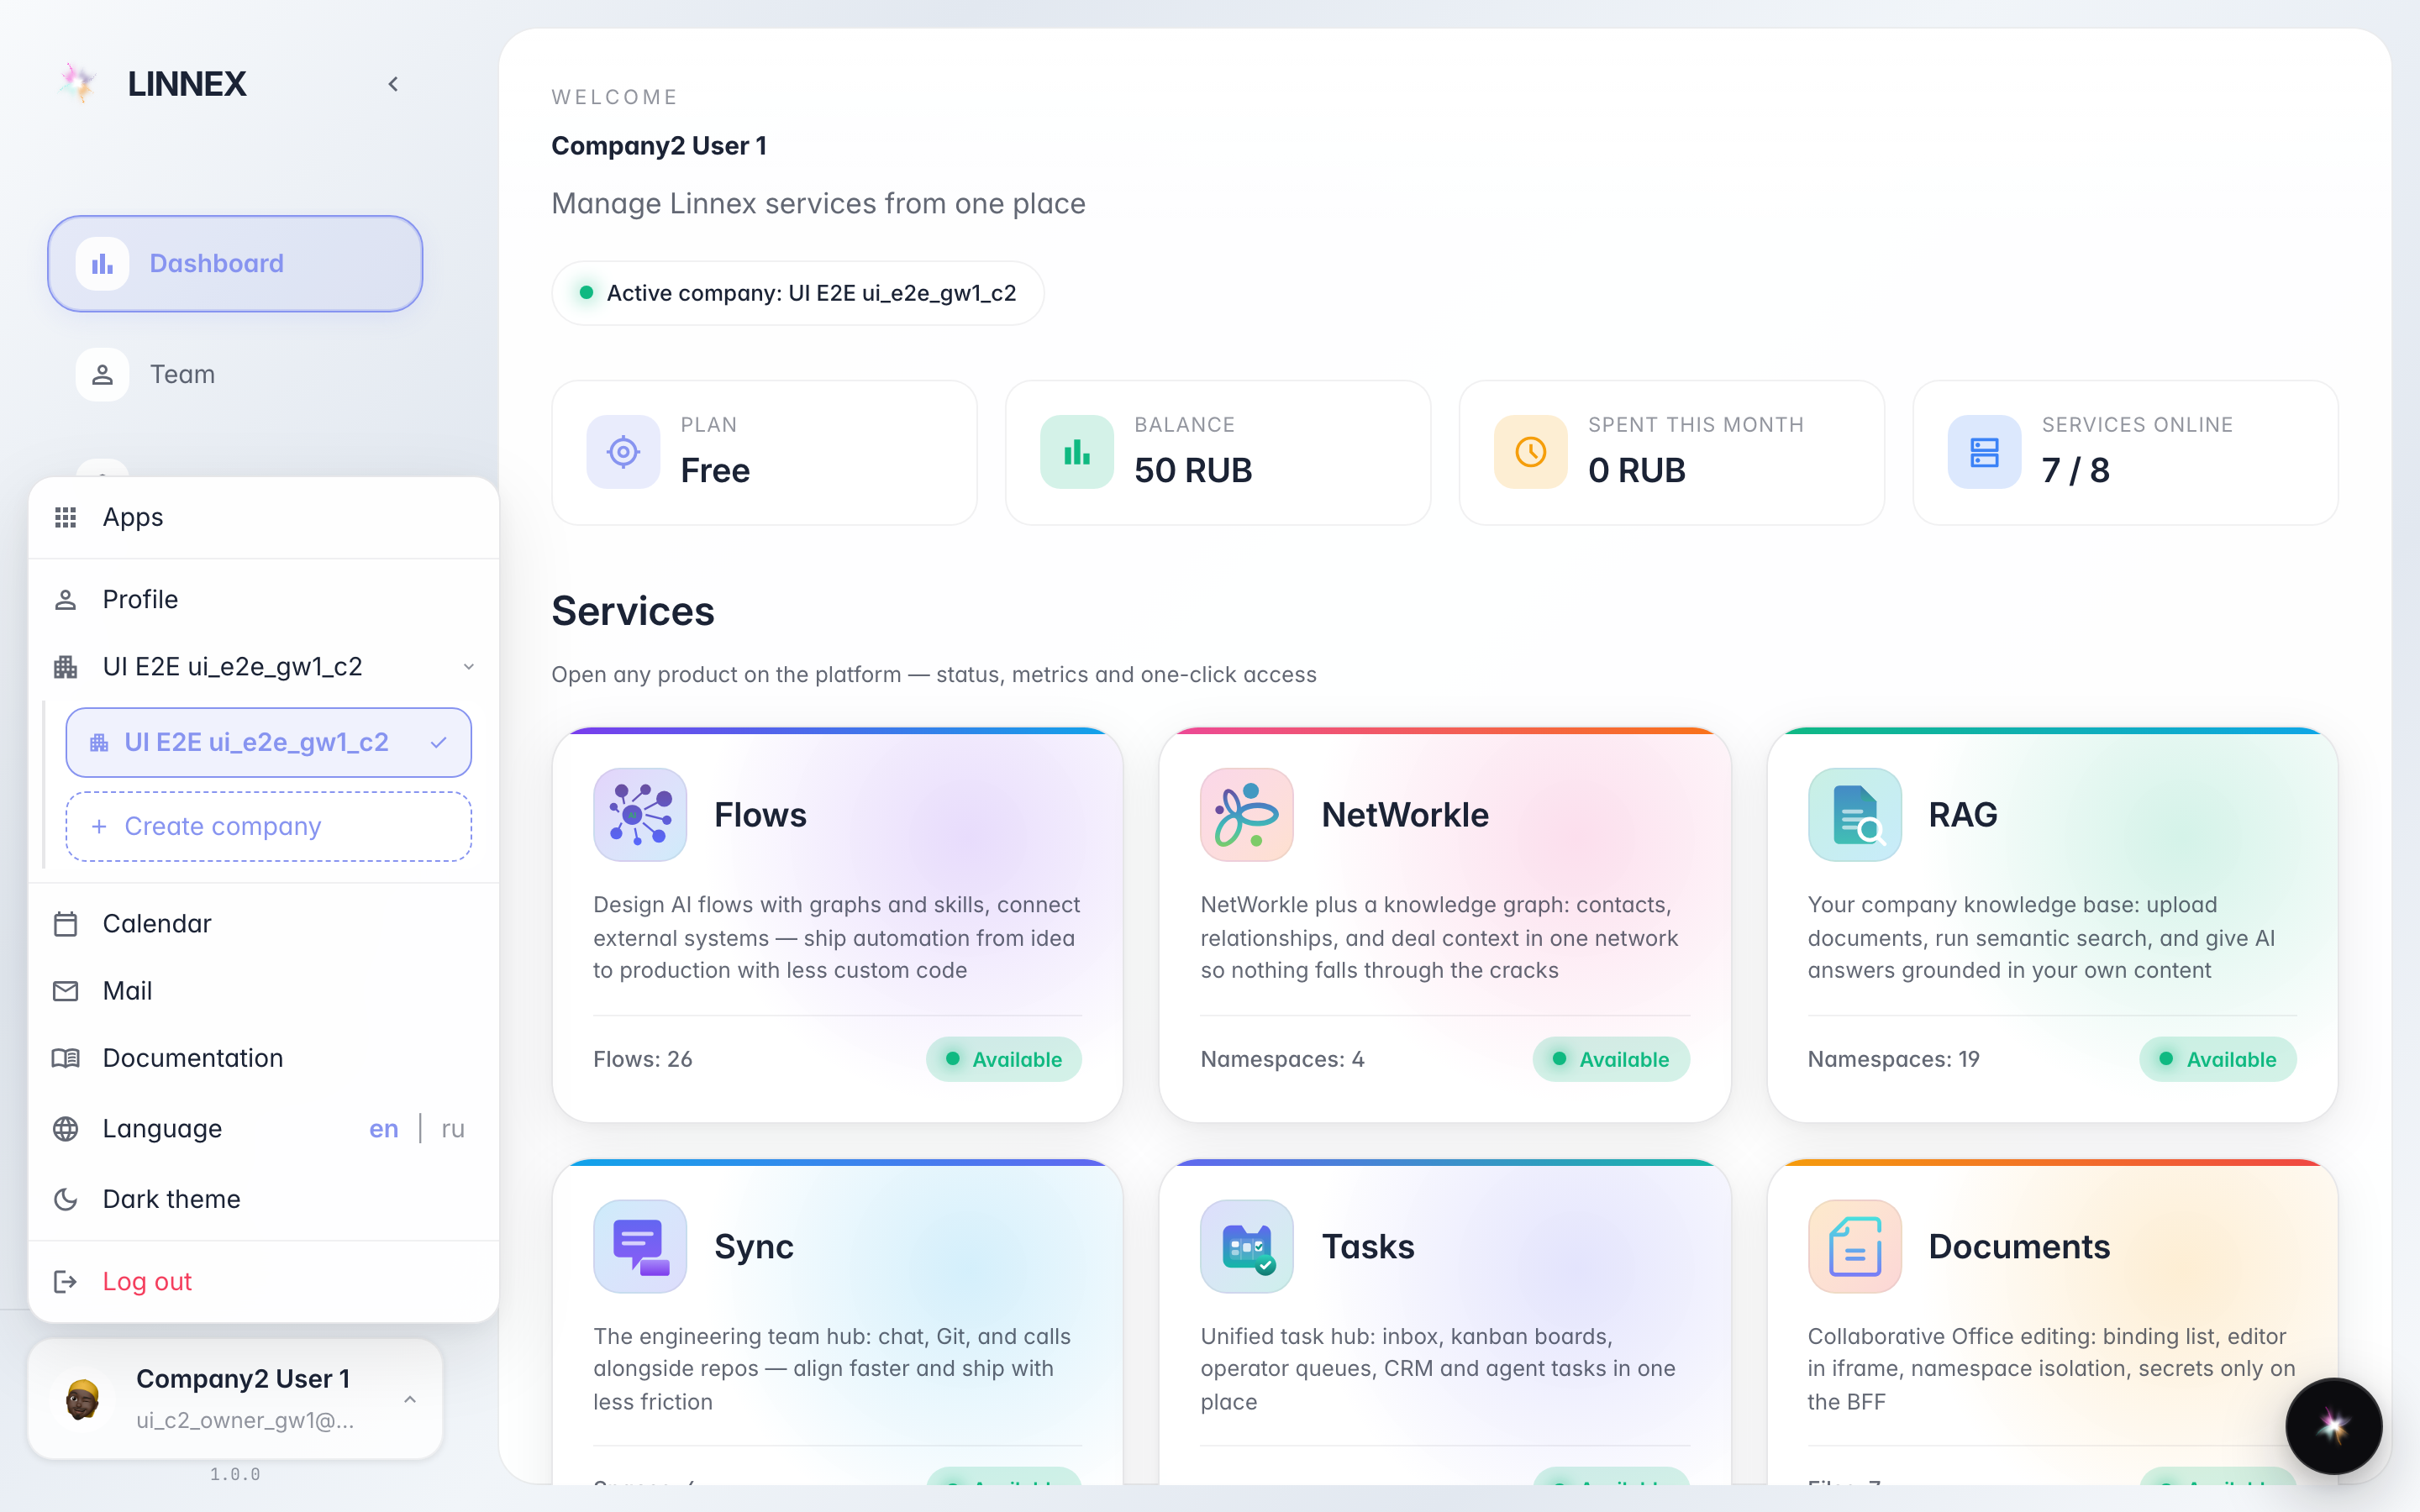 LINNEX
Dashboard
Team
Apps
Profile
UI E2E ui_e2e_gw1_c2
UI E2E ui_e2e_gw1_c2
+ Create company
Calendar
Mail
Documentation
Language en | ru
Dark theme
Log out
Company2 User 1
ui_c2_owner_gw1@...
1.0.0
WELCOME
Company2 User 1
Manage Linnex services from one place
Active company: UI E2E ui_e2e_gw1_c2
PLAN
Free
BALANCE
50 RUB
SPENT THIS MONTH
0 RUB
SERVICES ONLINE
7 / 8
Services
Open any product on the platform — status, metrics and one-click access
Flows
Design AI flows with graphs and skills, connect
external systems — ship automation from idea
to production with less custom code
Flows: 26
Available
NetWorkle
NetWorkle plus a knowledge graph: contacts,
relationships, and deal context in one network
so nothing falls through the cracks
Namespaces: 4
Available
RAG
Your company knowledge base: upload
documents, run semantic search, and give AI
answers grounded in your own content
Namespaces: 19
Available
Sync
The engineering team hub: chat, Git, and calls
alongside repos — align faster and ship with
less friction
Tasks
Unified task hub: inbox, kanban boards,
operator queues, CRM and agent tasks in one
place
Documents
Collaborative Office editing: binding list, editor
in iframe, namespace isolation, secrets only on
the BFF